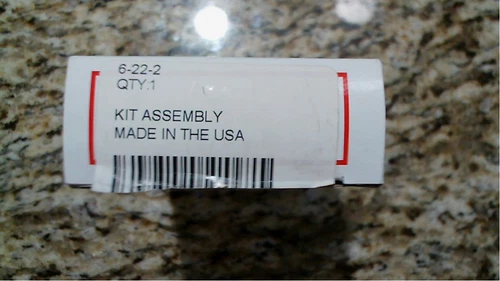 6-22-2
QTY:1
KIT ASSEMBLY
MADE IN THE USA